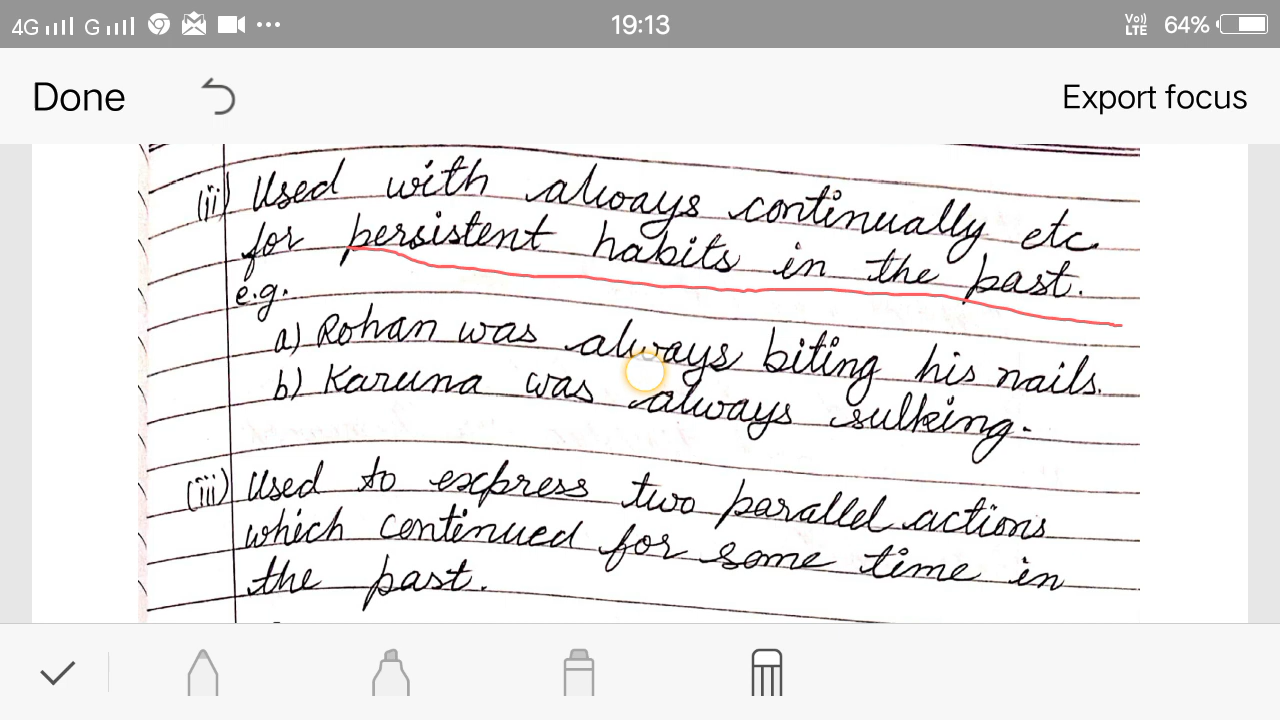 4G G 19:13 Vo)) LTE 64%
Done Export focus
(ii) Used with always continually etc
for persistent habits in the past.
e.g.
a) Rohan was always biting his nails.
b) Karuna was always sulking.
(iii) Used to express two parallel actions
which continued for some time in
the past.